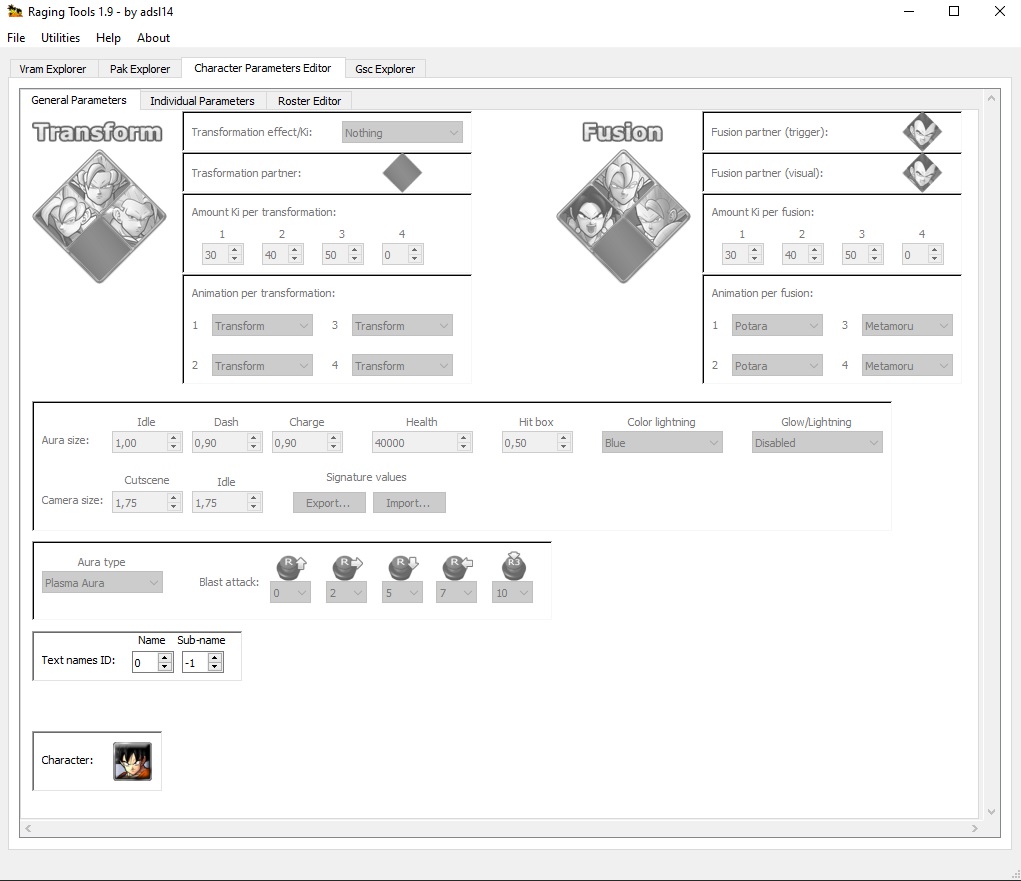 Raging Tools 1.9 - by adsl14
File Utilities Help About
Vram Explorer Pak Explorer Character Parameters Editor Gsc Explorer
General Parameters Individual Parameters Roster Editor
Transform
Transformation effect/Ki: Nothing
Trasformation partner:
Amount Ki per transformation:
1 2 3 4
30 40 50 0
Animation per transformation:
1 Transform 3 Transform
2 Transform 4 Transform
Fusion
Fusion partner (trigger):
Fusion partner (visual):
Amount Ki per fusion:
1 2 3 4
30 40 50 0
Animation per fusion:
1 Potara 3 Metamoru
2 Potara 4 Metamoru
Idle Dash Charge Health Hit box Color lightning Glow/Lightning
Aura size: 1,00 0,90 0,90 40000 0,50 Blue Disabled
Cutscene Idle Signature values
Camera size: 1,75 1,75 Export... Import...
Aura type
Plasma Aura
Blast attack:
R R R R R3
0 2 5 7 10
Name Sub-name
Text names ID: 0 -1
Character: